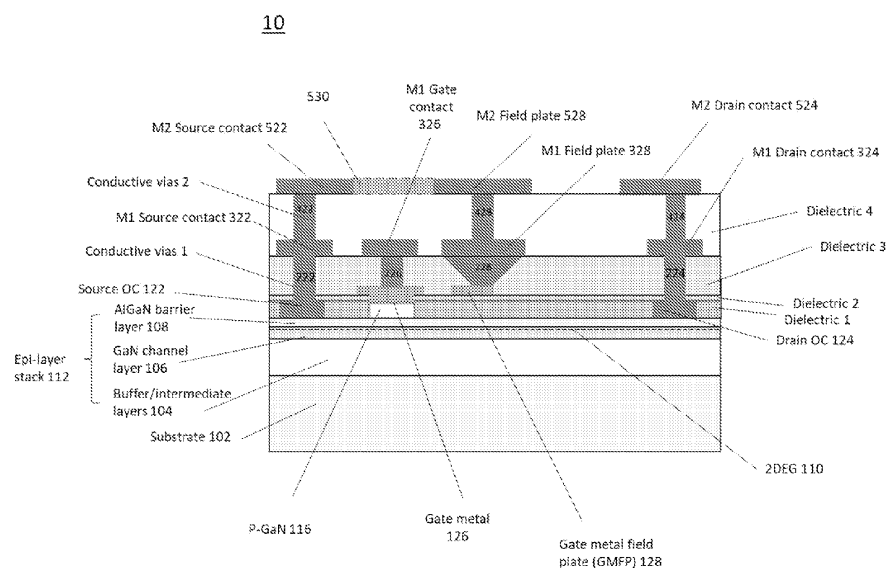 10
M1 Gate
contact
326
530
M2 Source contact 522
M2 Field plate 528
M2 Drain contact 524
M1 Field plate 328
M1 Drain contact 324
Conductive vias 2
M1 Source contact 322
Conductive vias 1
Source OC 122
AlGaN barrier
layer 108
Epi-layer
stack 112
GaN channel
layer 106
Buffer/intermediate
layers 104
Substrate 102
222
226
228
224
Dielectric 4
Dielectric 3
Dielectric 2
Dielectric 1
Drain OC 124
2DEG 110
P-GaN 116
Gate metal
126
Gate metal field
plate (GMFP) 128